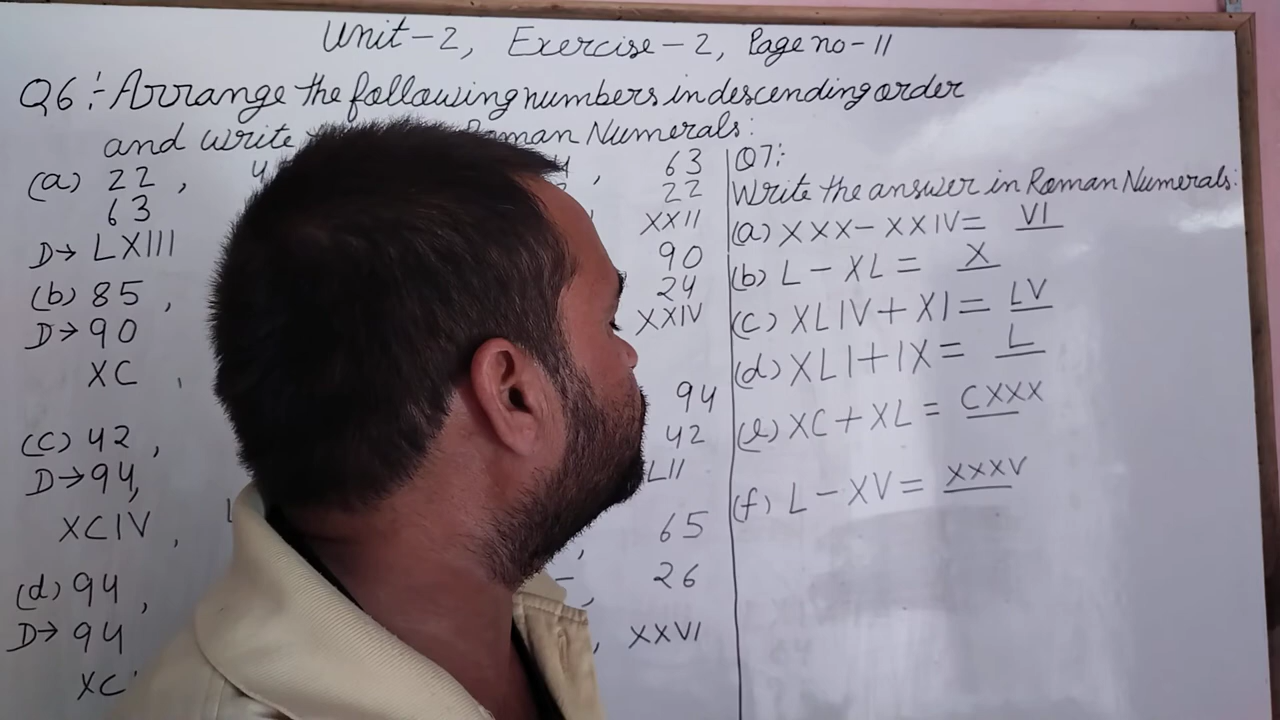 Unit-2, Exercise-2, Page no-11
Q6:- Arrange the following numbers in descending order
and write Roman Numerals:
(a) 22, 63
63 22
D→ LXIII XXII
(b) 85, 90
D→ 90 24
XC, XXIV
(c) 42, 94
D→ 94, 42
XCIV, LII
(d) 94, 65
D→ 94 26
XC XXVI
Q7:
Write the answer in Roman Numerals:
(a) XXX - XXIV = VI
(b) L - XL = X
(c) XLIV + XI = LV
(d) XLI + IX = L
(e) XC + XL = CXXX
(f) L - XV = XXXV